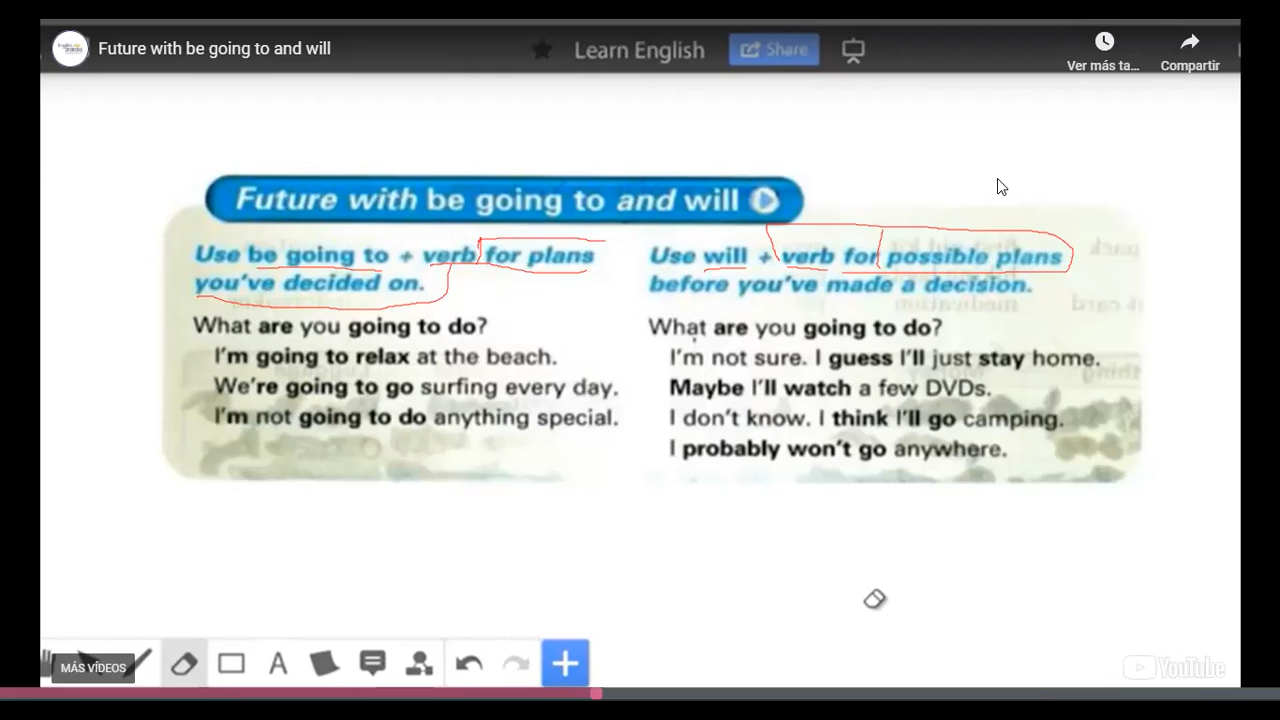 Future with be going to and will
Learn English
Share
Ver más ta...
Compartir
Future with be going to and will
Use be going to + verb for plans
you've decided on.
What are you going to do?
I'm going to relax at the beach.
We're going to go surfing every day.
I'm not going to do anything special.
Use will + verb for possible plans
before you've made a decision.
What are you going to do?
I'm not sure. I guess I'll just stay home.
Maybe I'll watch a few DVDs.
I don't know. I think I'll go camping.
I probably won't go anywhere.
MÁS VÍDEOS
A
YouTube